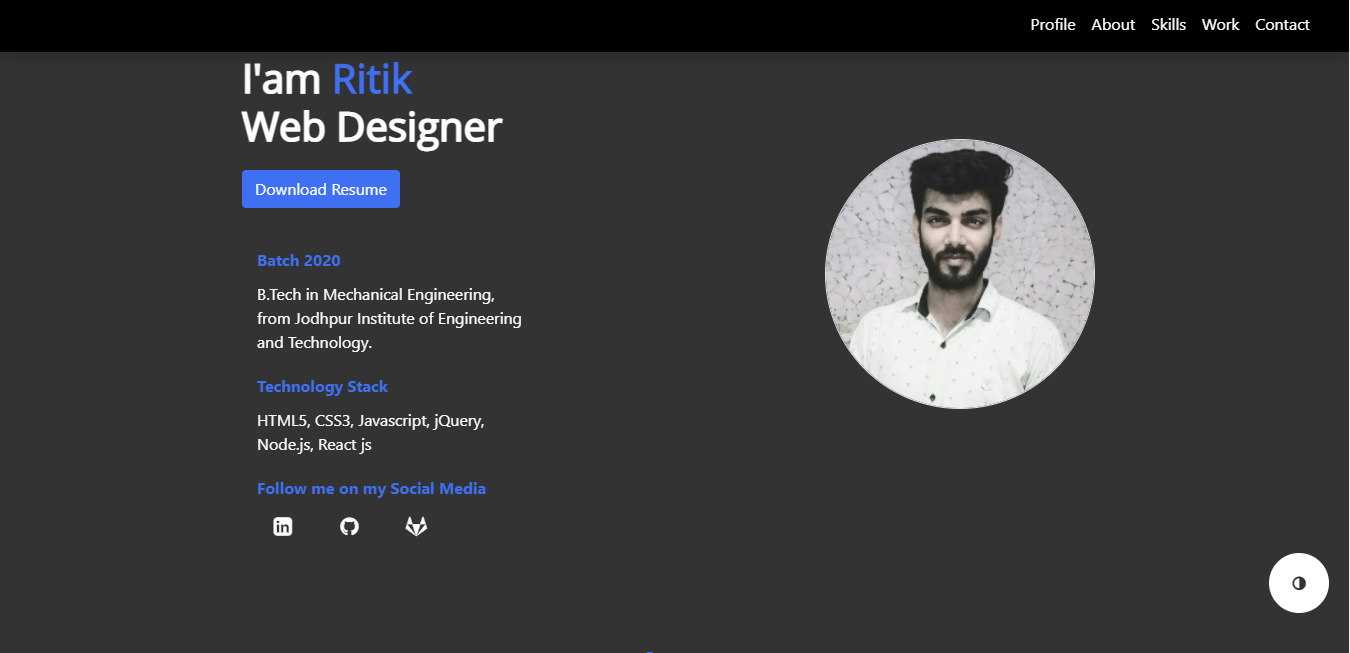 Profile About Skills Work Contact
I'am Ritik
Web Designer
Download Resume
Batch 2020
B.Tech in Mechanical Engineering,
from Jodhpur Institute of Engineering
and Technology.
Technology Stack
HTML5, CSS3, Javascript, jQuery,
Node.js, React js
Follow me on my Social Media
in